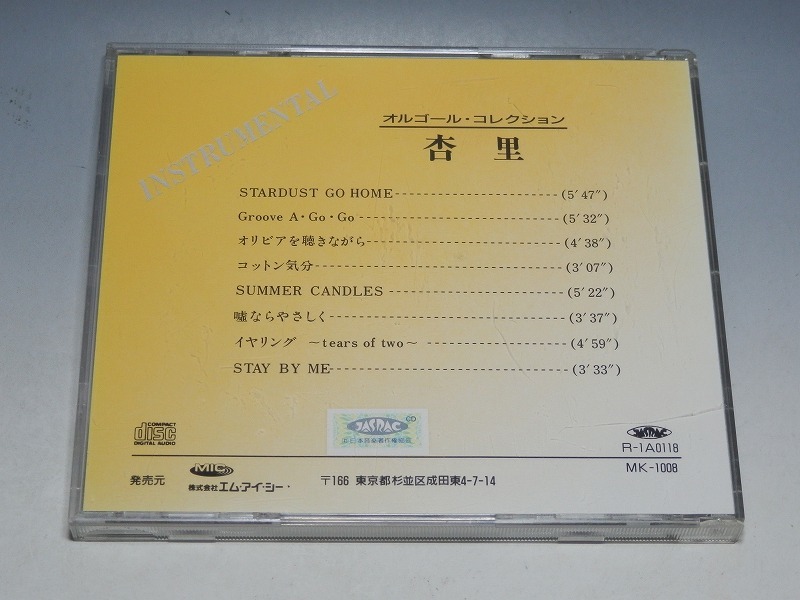 INSTRUMENTAL
オルゴール・コレクション
杏 里
STARDUST GO HOME (5′47″)
Groove A・Go・Go (5′32″)
オリビアを聴きながら (4′38″)
コットン気分 (3′07″)
SUMMER CANDLES (5′22″)
嘘ならやさしく (3′37″)
イヤリング ～tears of two～ (4′59″)
STAY BY ME (3′33″)
CD
JASRAC
COMPACT
disc
DIGITAL AUDIO
JASRAC
R-1A0118
MK-1008
発売元 MIC 株式会社エム・アイ・シー・ 〒166 東京都杉並区成田東4-7-14